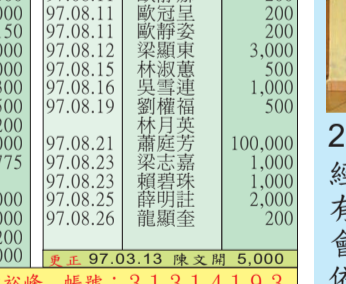 97.08.11 歐冠呈 200
97.08.11 歐靜姿 200
97.08.12 梁顯東 3,000
97.08.15 林淑蕙 500
97.08.16 吳雪連 1,000
97.08.19 劉權福 500
林月英
97.08.21 蕭庭芳 100,000
97.08.23 梁志嘉 1,000
97.08.23 賴碧珠 1,000
97.08.25 薛明註 2,000
97.08.26 龍顯奎 200
更正 97.03.13 陳文開 5,000
帳號：31314193
2
經
有
會